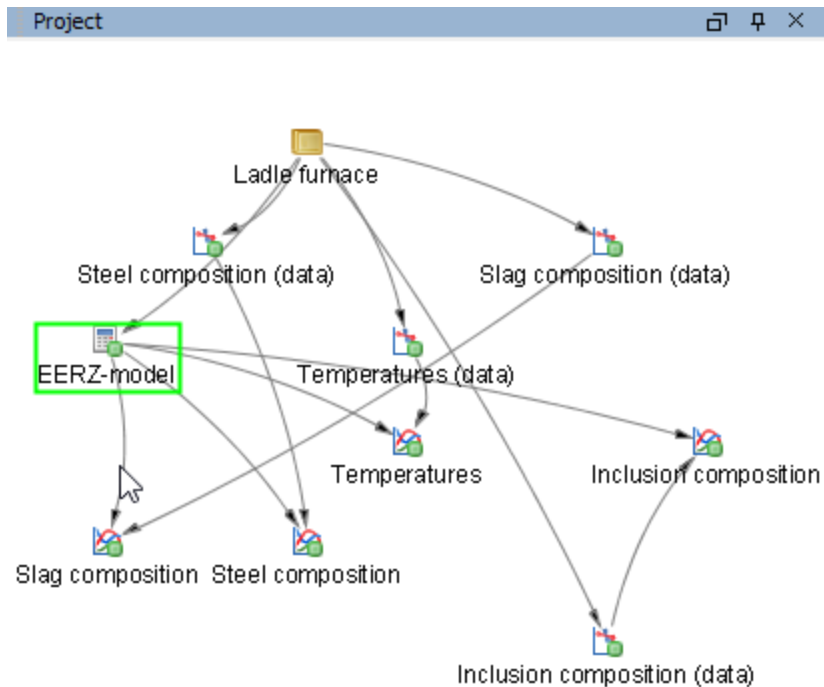 Project
Ladle furnace
Steel composition (data)
Slag composition (data)
EERZ-model
Temperatures (data)
Temperatures
Inclusion composition
Slag composition
Steel composition
Inclusion composition (data)